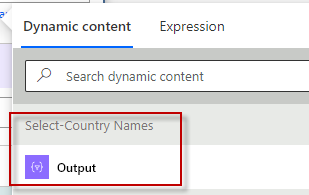 Dynamic content Expression
Search dynamic content
Select-Country Names
Output